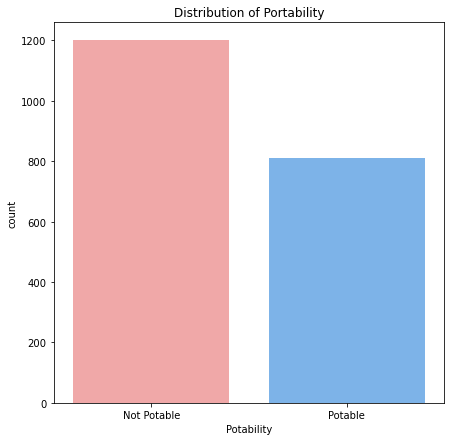 Distribution of Portability
1200
1000
800
600
400
200
0
count
Not Potable
Potable
Potability